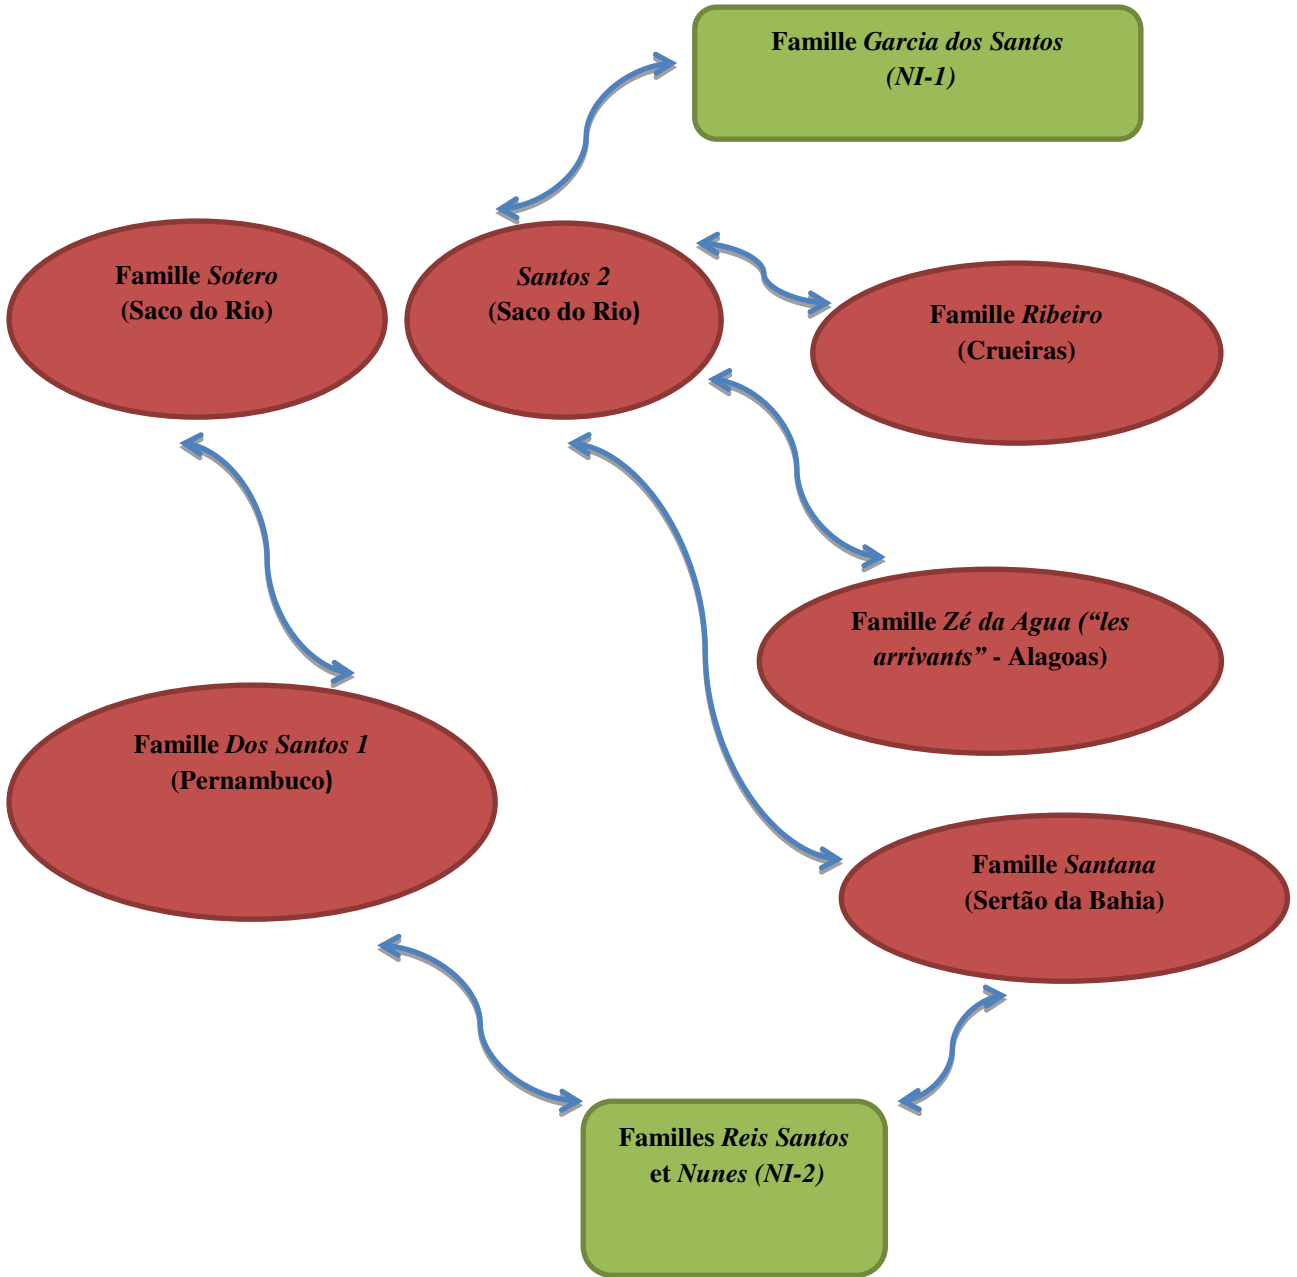 Famille Garcia dos Santos
(NI-1)
Famille Sotero
(Saco do Rio)
Santos 2
(Saco do Rio)
Famille Ribeiro
(Crueiras)
Famille Zé da Agua (“les
arrivants” - Alagoas)
Famille Dos Santos 1
(Pernambuco)
Famille Santana
(Sertão da Bahia)
Familles Reis Santos
et Nunes (NI-2)